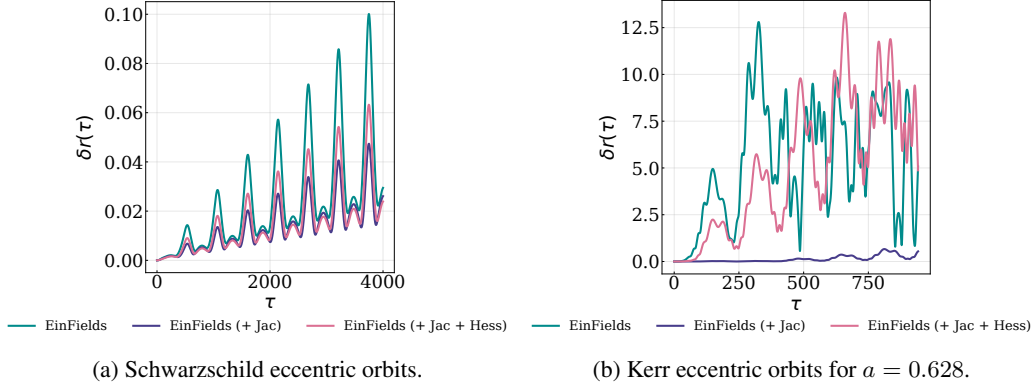 0.10
0.08
0.06
0.04
0.02
0.00
δr(τ)
0
2000
4000
τ
EinFields
EinFields (+ Jac)
EinFields (+ Jac + Hess)
(a) Schwarzschild eccentric orbits.
12.5
10.0
7.5
5.0
2.5
0.0
δr(τ)
0
250
500
750
τ
EinFields
EinFields (+ Jac)
EinFields (+ Jac + Hess)
(b) Kerr eccentric orbits for a = 0.628.